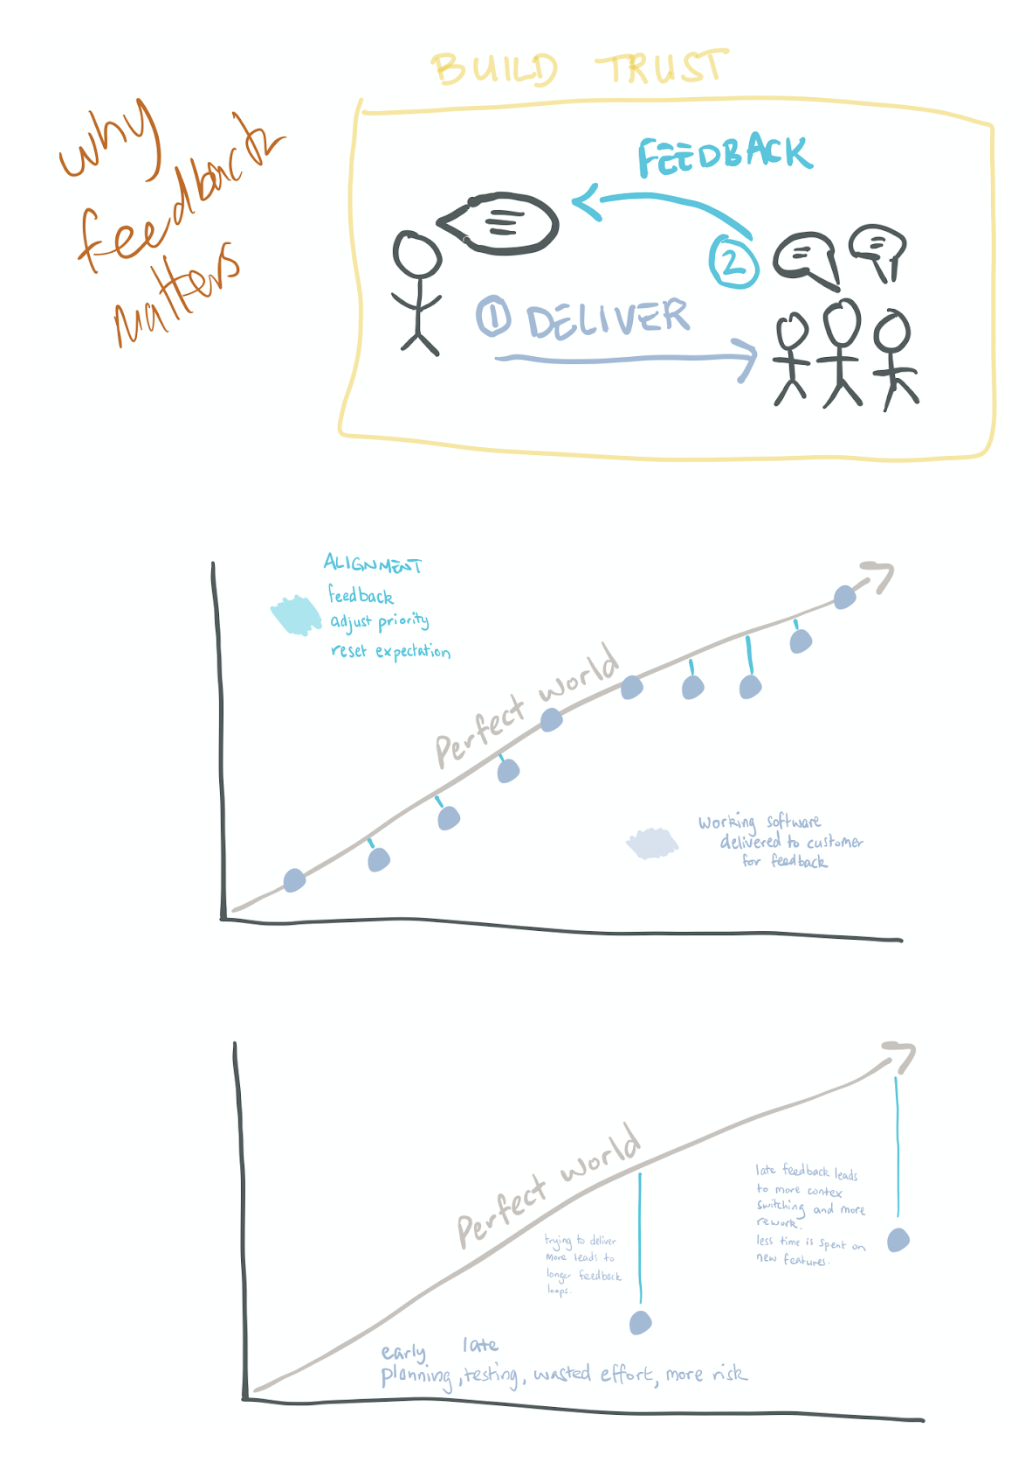 why
feedback
matters
BUILD TRUST
FEEDBACK
2
1 DELIVER
ALIGNMENT
feedback
adjust priority
reset expectation
Perfect world
Working software
delivered to customer
for feedback
Perfect world
late feedback leads
to more contex
switching and more
rework.
less time is spent on
new features.
trying to deliver
more leads to
longer feedback
loops.
early late
planning, testing, wasted effort, more risk